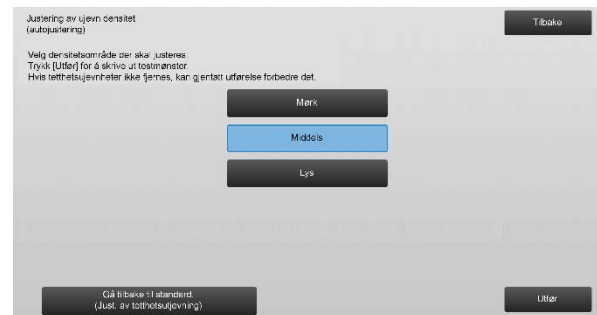 Justering av ujevn densitet
(autojustering)
Tilbake
Velg densitetsområde der skal justeres.
Trykk [Utfør] for å skrive ut testmønster.
Hvis tetthetsujevnheter ikke fjernes, kan gjentatt utførelse forbedre det.
Mørk
Middels
Lys
Gå tilbake til standard.
(Just. av tetthetsutjevning)
Utfør